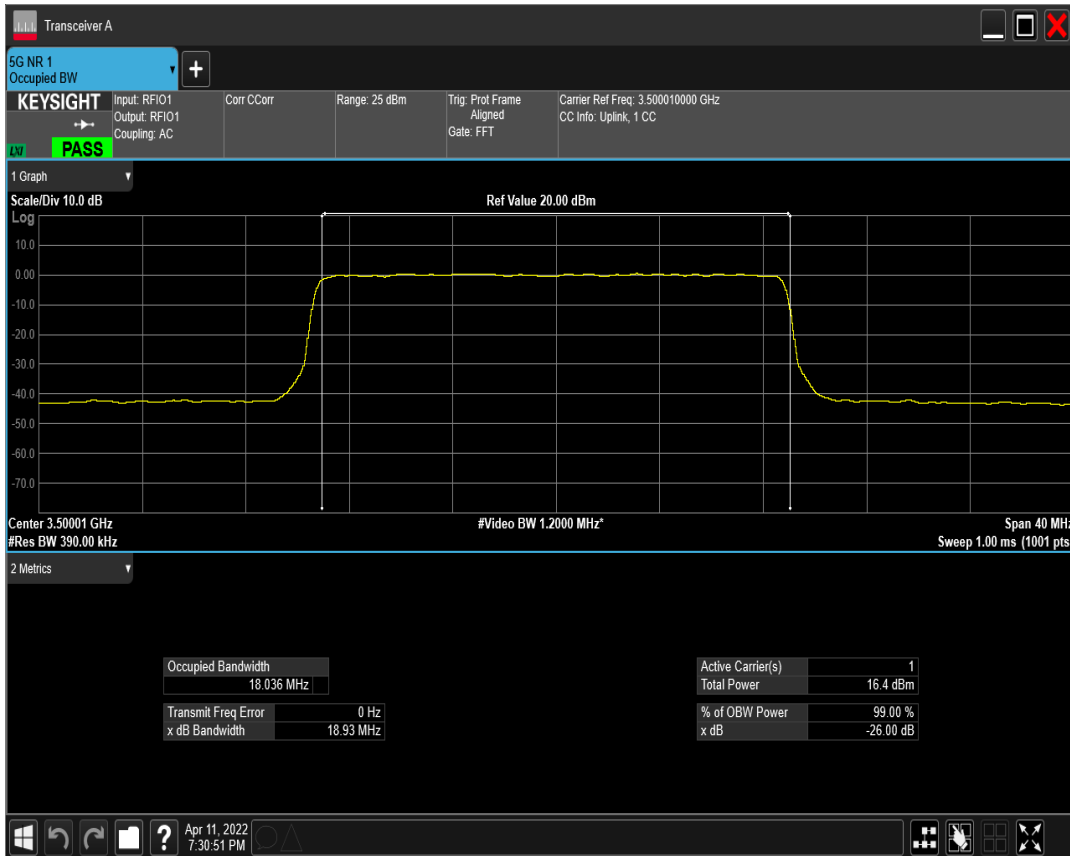 Transceiver A
5G NR 1
Occupied BW
KEYSIGHT
LXI
PASS
Input: RFIO1
Output: RFIO1
Coupling: AC
Corr CCorr
Range: 25 dBm
Trig: Prot Frame
Aligned
Gate: FFT
Carrier Ref Freq: 3.500010000 GHz
CC Info: Uplink, 1 CC
1 Graph
Scale/Div 10.0 dB
Ref Value 20.00 dBm
Log
10.0
0.00
-10.0
-20.0
-30.0
-40.0
-50.0
-60.0
-70.0
Center 3.50001 GHz
#Video BW 1.2000 MHz*
Span 40 MHz
#Res BW 390.00 kHz
Sweep 1.00 ms (1001 pts
2 Metrics
Occupied Bandwidth
18.036 MHz
Transmit Freq Error 0 Hz
x dB Bandwidth 18.93 MHz
Active Carrier(s) 1
Total Power 16.4 dBm
% of OBW Power 99.00 %
x dB -26.00 dB
?
Apr 11, 2022
7:30:51 PM